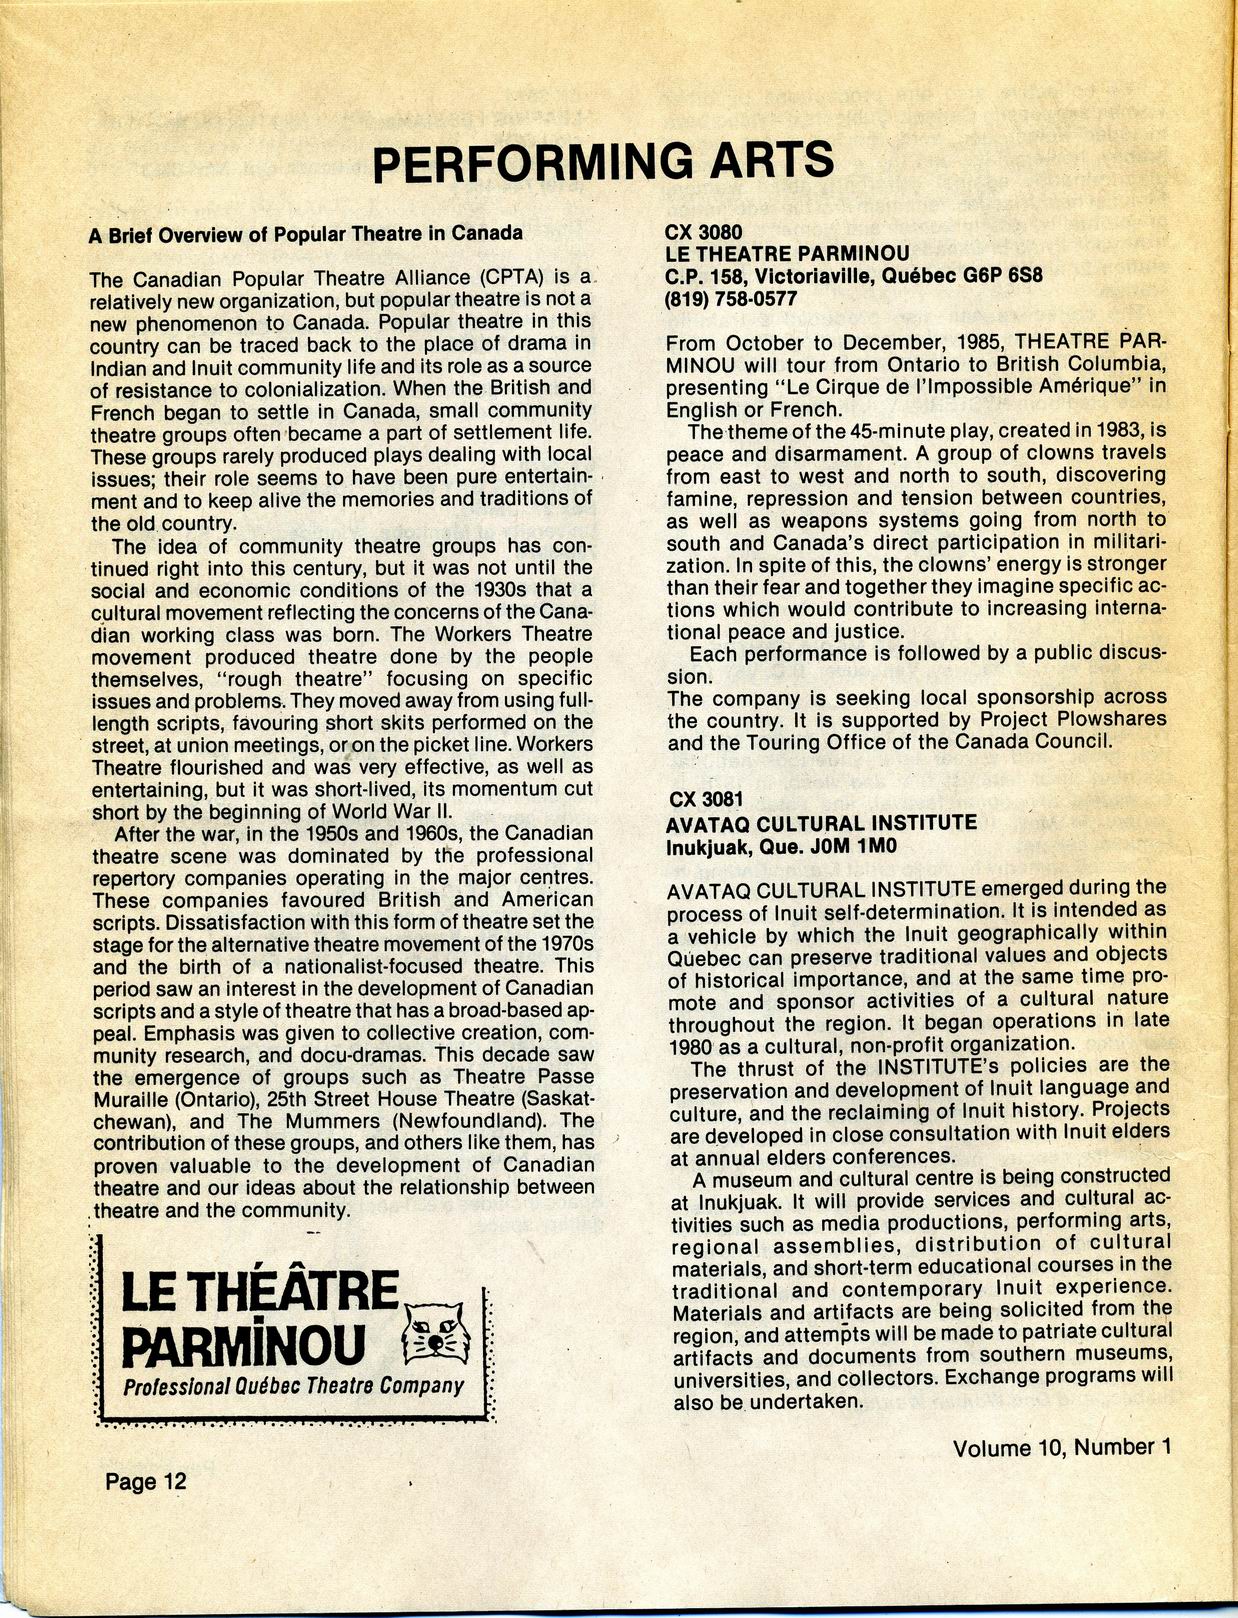 PERFORMING ARTS
A Brief Overview of Popular Theatre in Canada
The Canadian Popular Theatre Alliance (CPTA) is a
relatively new organization, but popular theatre is not a
new phenomenon to Canada. Popular theatre in this
country can be traced back to the place of drama in
Indian and Inuit community life and its role as a source
of resistance to colonialization. When the British and
French began to settle in Canada, small community
theatre groups often became a part of settlement life.
These groups rarely produced plays dealing with local
issues; their role seems to have been pure entertain-
ment and to keep alive the memories and traditions of
the old country.
The idea of community theatre groups has con-
tinued right into this century, but it was not until the
social and economic conditions of the 1930s that a
cultural movement reflecting the concerns of the Cana-
dian working class was born. The Workers Theatre
movement produced theatre done by the people
themselves, "rough theatre" focusing on specific
issues and problems. They moved away from using full-
length scripts, favouring short skits performed on the
street, at union meetings, or on the picket line. Workers
Theatre flourished and was very effective, as well as
entertaining, but it was short-lived, its momentum cut
short by the beginning of World War II.
After the war, in the 1950s and 1960s, the Canadian
theatre scene was dominated by the professional
repertory companies operating in the major centres.
These companies favoured British and American
scripts. Dissatisfaction with this form of theatre set the
stage for the alternative theatre movement of the 1970s
and the birth of a nationalist-focused theatre. This
period saw an interest in the development of Canadian
scripts and a style of theatre that has a broad-based ap-
peal. Emphasis was given to collective creation, com-
munity research, and docu-dramas. This decade saw
the emergence of groups such as Theatre Passe
Muraille (Ontario), 25th Street House Theatre (Saskat-
chewan), and The Mummers (Newfoundland). The
contribution of these groups, and others like them, has
proven valuable to the development of Canadian
theatre and our ideas about the relationship between
theatre and the community.
LE THÉÂTRE
PARMINOU
Professional Québec Theatre Company
CX 3080
LE THEATRE PARMINOU
C.P. 158, Victoriaville, Québec G6P 6S8
(819) 758-0577
From October to December, 1985, THEATRE PAR-
MINOU will tour from Ontario to British Columbia,
presenting "Le Cirque de l'Impossible Amérique" in
English or French.
The theme of the 45-minute play, created in 1983, is
peace and disarmament. A group of clowns travels
from east to west and north to south, discovering
famine, repression and tension between countries,
as well as weapons systems going from north to
south and Canada's direct participation in militari-
zation. In spite of this, the clowns' energy is stronger
than their fear and together they imagine specific ac-
tions which would contribute to increasing interna-
tional peace and justice.
Each performance is followed by a public discus-
sion.
The company is seeking local sponsorship across
the country. It is supported by Project Plowshares
and the Touring Office of the Canada Council.
CX 3081
AVATAQ CULTURAL INSTITUTE
Inukjuak, Que. J0M 1M0
AVATAQ CULTURAL INSTITUTE emerged during the
process of Inuit self-determination. It is intended as
a vehicle by which the Inuit geographically within
Quebec can preserve traditional values and objects
of historical importance, and at the same time pro-
mote and sponsor activities of a cultural nature
throughout the region. It began operations in late
1980 as a cultural, non-profit organization.
The thrust of the INSTITUTE's policies are the
preservation and development of Inuit language and
culture, and the reclaiming of Inuit history. Projects
are developed in close consultation with Inuit elders
at annual elders conferences.
A museum and cultural centre is being constructed
at Inukjuak. It will provide services and cultural ac-
tivities such as media productions, performing arts,
regional assemblies, distribution of cultural
materials, and short-term educational courses in the
traditional and contemporary Inuit experience.
Materials and artifacts are being solicited from the
region, and attempts will be made to patriate cultural
artifacts and documents from southern museums,
universities, and collectors. Exchange programs will
also be undertaken.
Volume 10, Number 1
Page 12